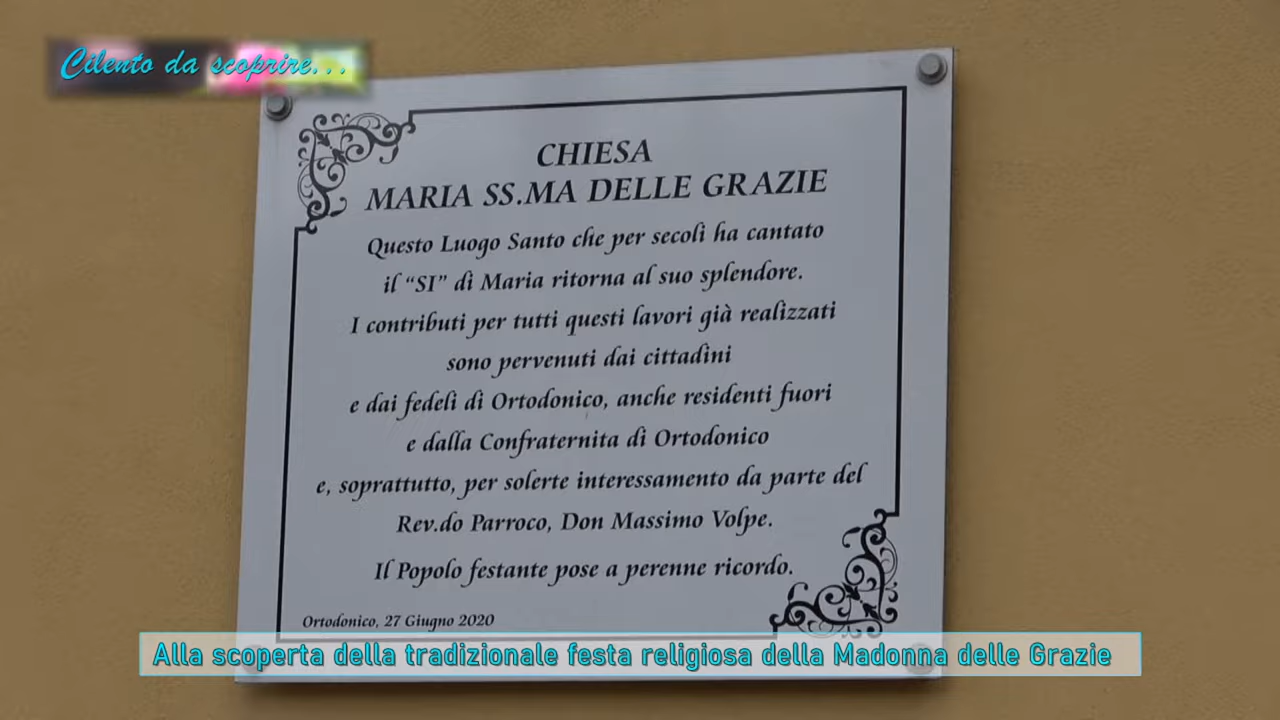 Cilento da scoprire...
CHIESA
MARIA SS.MA DELLE GRAZIE
Questo Luogo Santo che per secoli ha cantato
il “SI” di Maria ritorna al suo splendore.
I contributi per tutti questi lavori già realizzati
sono pervenuti dai cittadini
e dai fedeli di Ortodonico, anche residenti fuori
e dalla Confraternita di Ortodonico
e, soprattutto, per solerte interessamento da parte del
Rev.do Parroco, Don Massimo Volpe.
Il Popolo festante pose a perenne ricordo.
Ortodonico, 27 Giugno 2020
Alla scoperta della tradizionale festa religiosa della Madonna delle Grazie